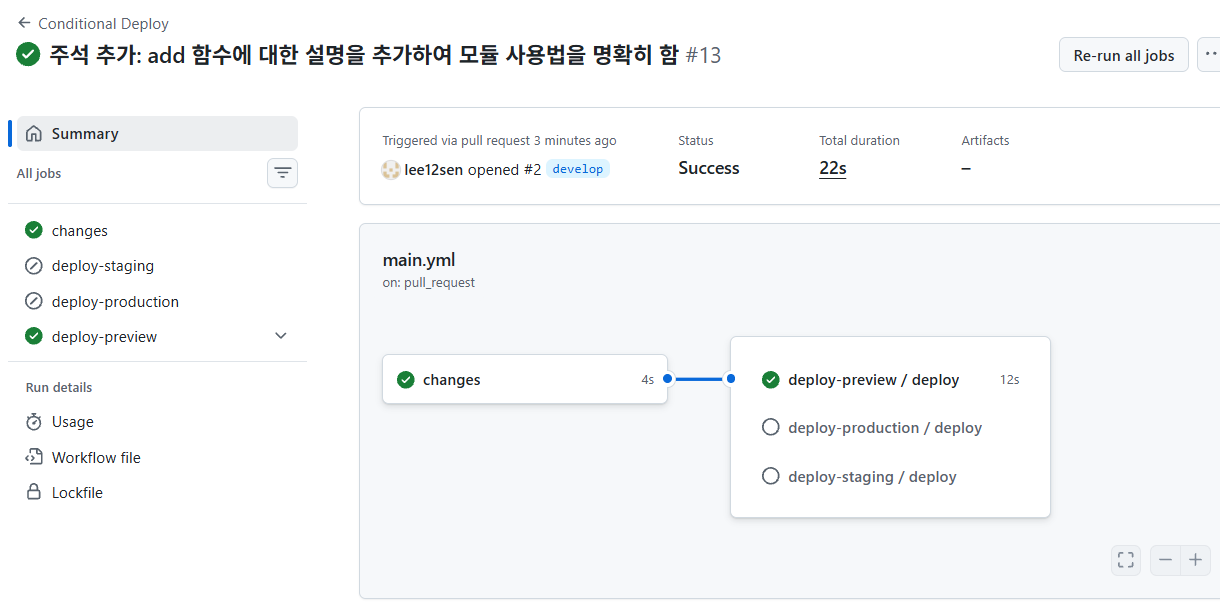 Conditional Deploy
주석 추가: add 함수에 대한 설명을 추가하여 모듈 사용법을 명확히 함 #13
Re-run all jobs
Summary
All jobs
changes
deploy-staging
deploy-production
deploy-preview
Run details
Usage
Workflow file
Lockfile
Triggered via pull request 3 minutes ago
lee12sen opened #2 develop
Status
Success
Total duration
22s
Artifacts
–
main.yml
on: pull_request
changes 4s
deploy-preview / deploy 12s
deploy-production / deploy
deploy-staging / deploy